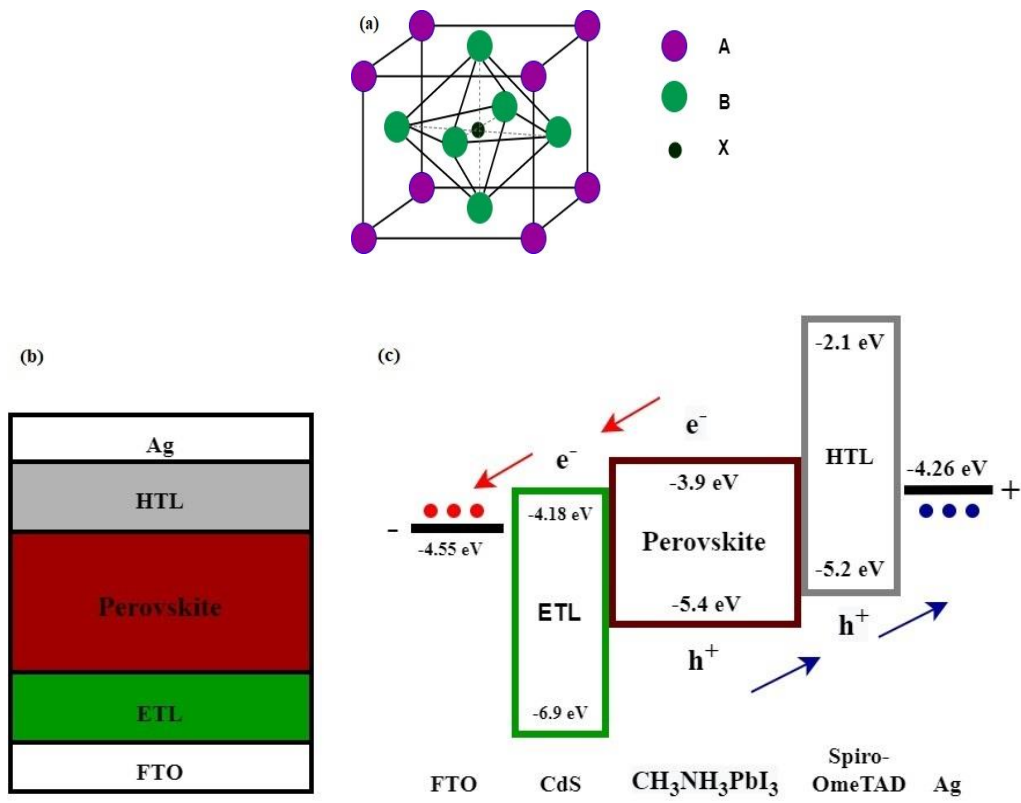 (a)
A
B
X
(b)
Ag
HTL
Perovskite
ETL
FTO
(c)
-2.1 eV
e⁻
e⁻
HTL
-4.26 eV
+
-3.9 eV
-4.18 eV
-
-4.55 eV
Perovskite
-5.2 eV
-5.4 eV
ETL
h⁺
h⁺
-6.9 eV
FTO
CdS
CH₃NH₃PbI₃
Spiro-
OmeTAD
Ag